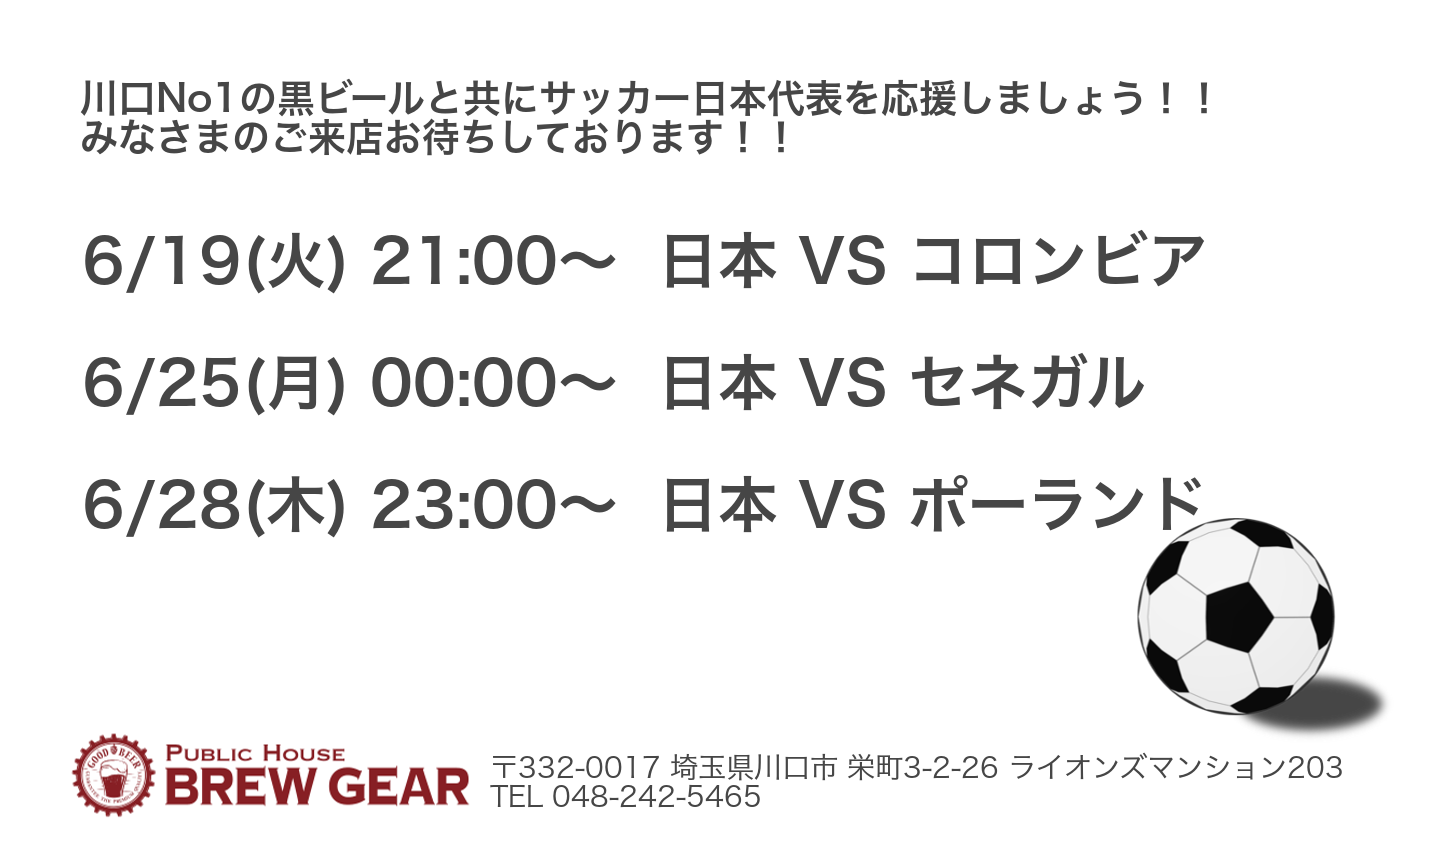 川口No1の黒ビールと共にサッカー日本代表を応援しましょう！！
みなさまのご来店お待ちしております！！
6/19(火) 21:00〜 日本 VS コロンビア
6/25(月) 00:00〜 日本 VS セネガル
6/28(木) 23:00〜 日本 VS ポーランド
GOOD BEER
PUBLIC HOUSE
BREW GEAR
〒332-0017 埼玉県川口市 栄町3-2-26 ライオンズマンション203
TEL 048-242-5465